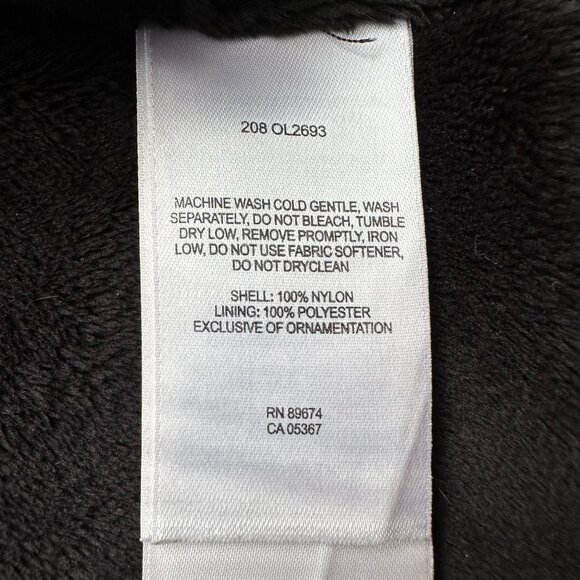 208 OL2693
MACHINE WASH COLD GENTLE, WASH
SEPARATELY, DO NOT BLEACH, TUMBLE
DRY LOW, REMOVE PROMPTLY, IRON
LOW, DO NOT USE FABRIC SOFTENER,
DO NOT DRYCLEAN
SHELL: 100% NYLON
LINING: 100% POLYESTER
EXCLUSIVE OF ORNAMENTATION
RN 89674
CA 05367